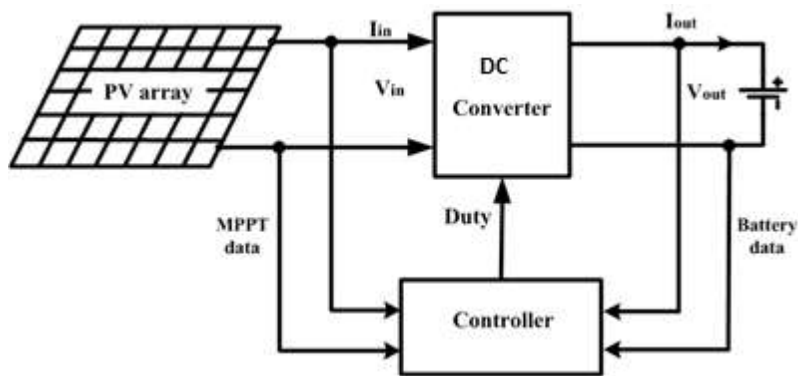 PV array
Iin
Vin
DC
Converter
Iout
Vout
+
MPPT
data
Duty
Battery
data
Controller